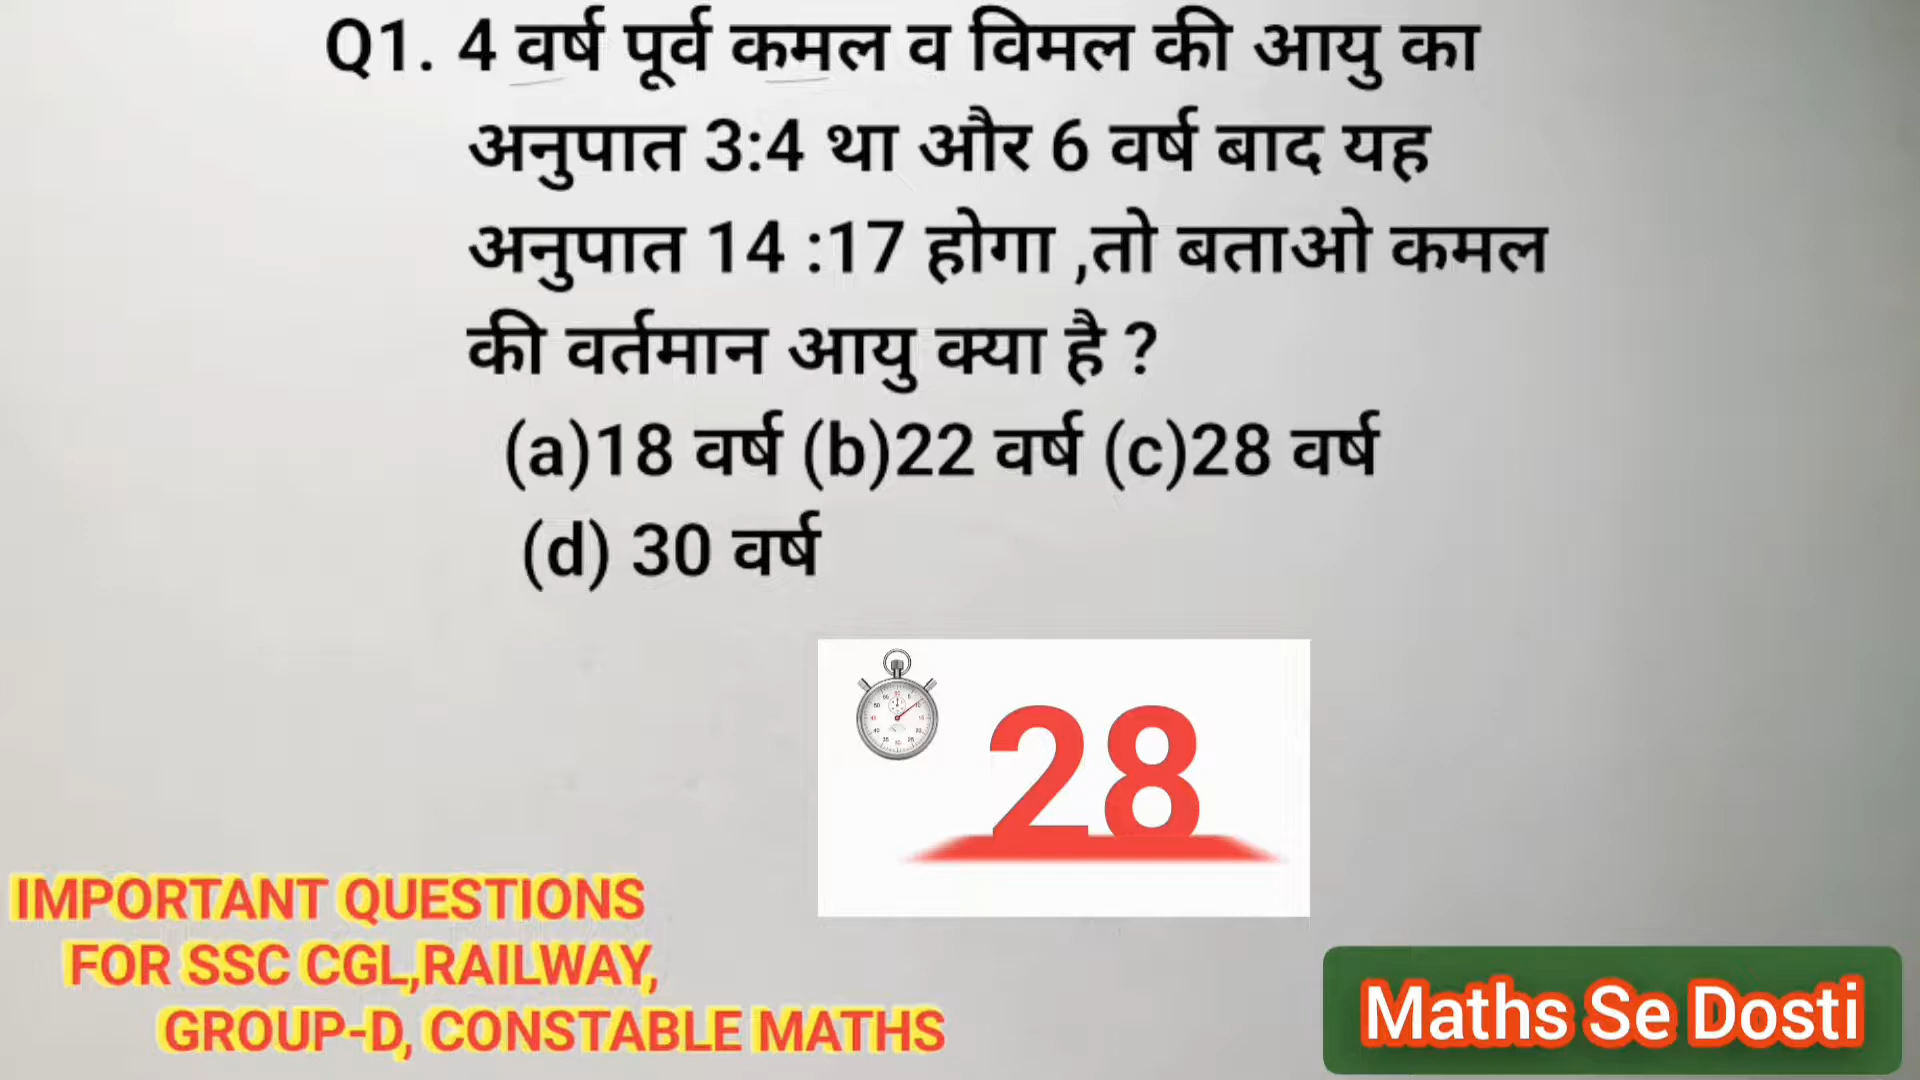 Q1. 4 वर्ष पूर्व कमल व विमल की आयु का
अनुपात 3:4 था और 6 वर्ष बाद यह
अनुपात 14 :17 होगा ,तो बताओ कमल
की वर्तमान आयु क्या है ?
(a)18 वर्ष (b)22 वर्ष (c)28 वर्ष
(d) 30 वर्ष
28
IMPORTANT QUESTIONS
FOR SSC CGL,RAILWAY,
GROUP-D, CONSTABLE MATHS
Maths Se Dosti